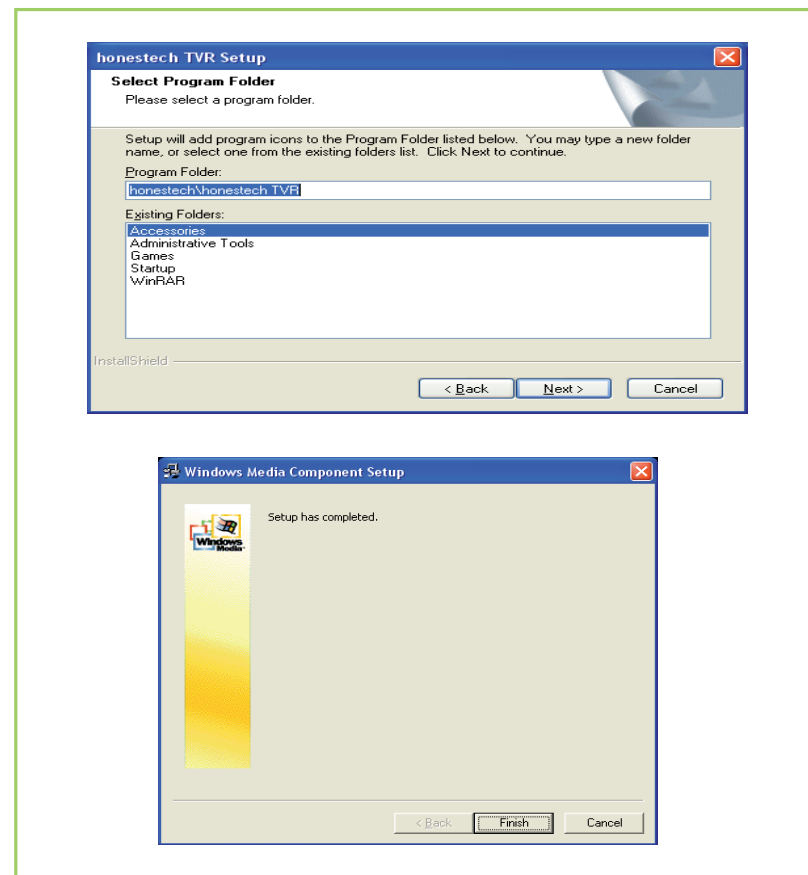 honestech TVR Setup
Select Program Folder
Please select a program folder.
Setup will add program icons to the Program Folder listed below. You may type a new folder
name, or select one from the existing folders list. Click Next to continue.
Program Folder:
honestech\honestech TVR
Existing Folders:
Accessories
Administrative Tools
Games
Startup
WinRAR
InstallShield
< Back Next > Cancel
Windows Media Component Setup
Setup has completed.
Windows
Media
< Back Finish Cancel